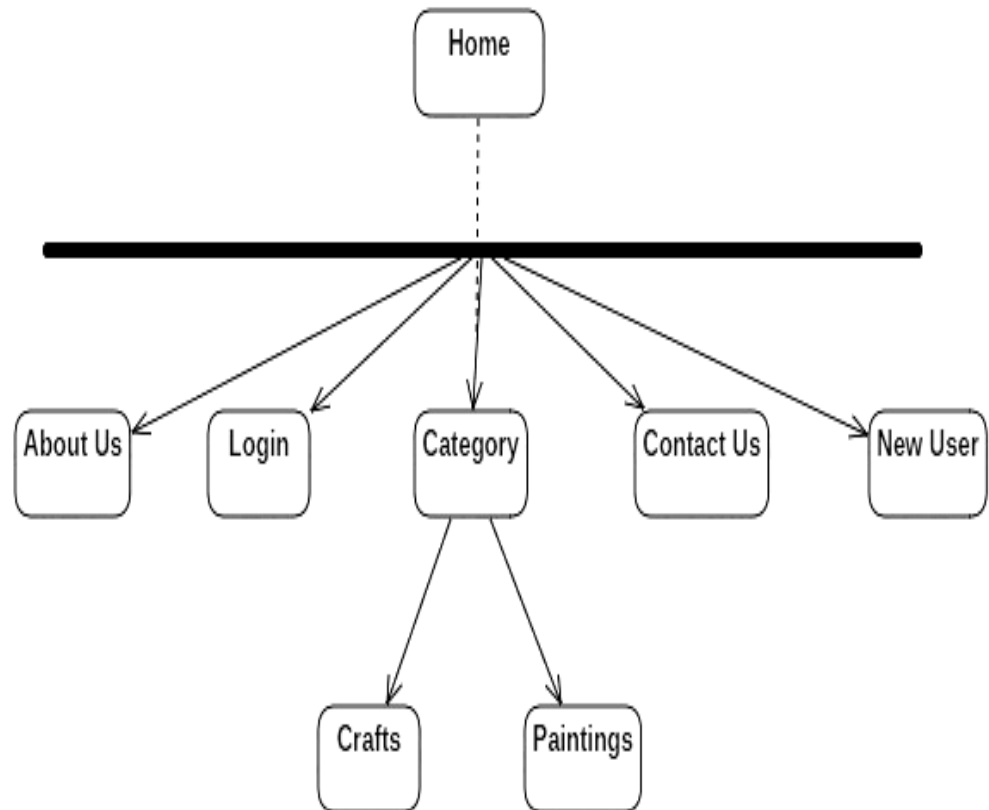 Home
About Us
Login
Category
Contact Us
New User
Crafts
Paintings